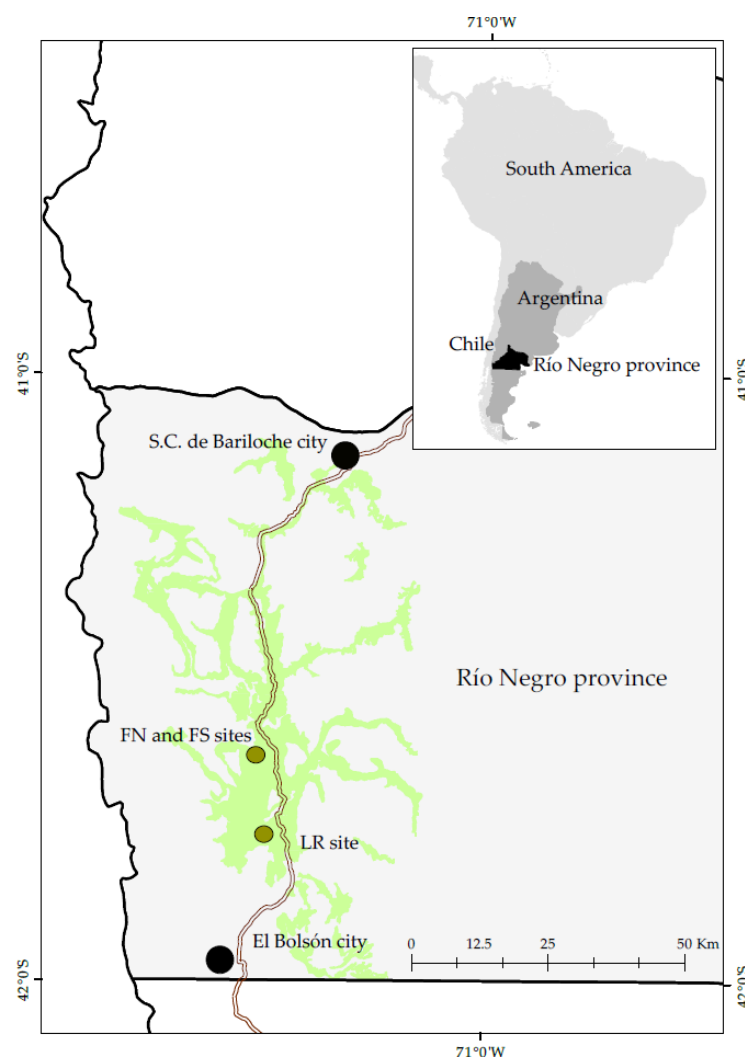 71°0'W
South America
Argentina
Chile
Río Negro province
41°0'S
41°0'S
S.C. de Bariloche city
Río Negro province
FN and FS sites
LR site
El Bolsón city
0 12.5 25 50 Km
42°0'S
42°0'S
71°0'W